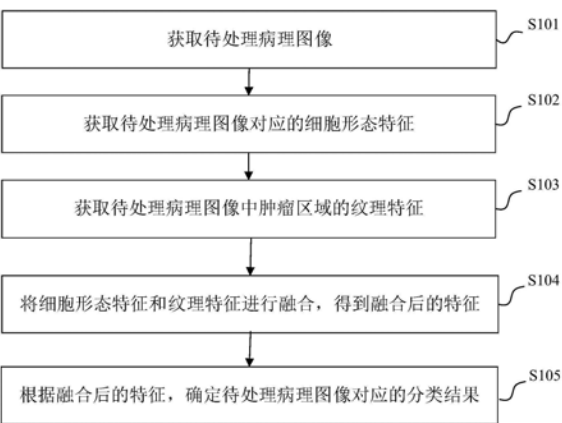 获取待处理病理图像
S101
获取待处理病理图像对应的细胞形态特征
S102
获取待处理病理图像中肿瘤区域的纹理特征
S103
将细胞形态特征和纹理特征进行融合，得到融合后的特征
S104
根据融合后的特征，确定待处理病理图像对应的分类结果
S105